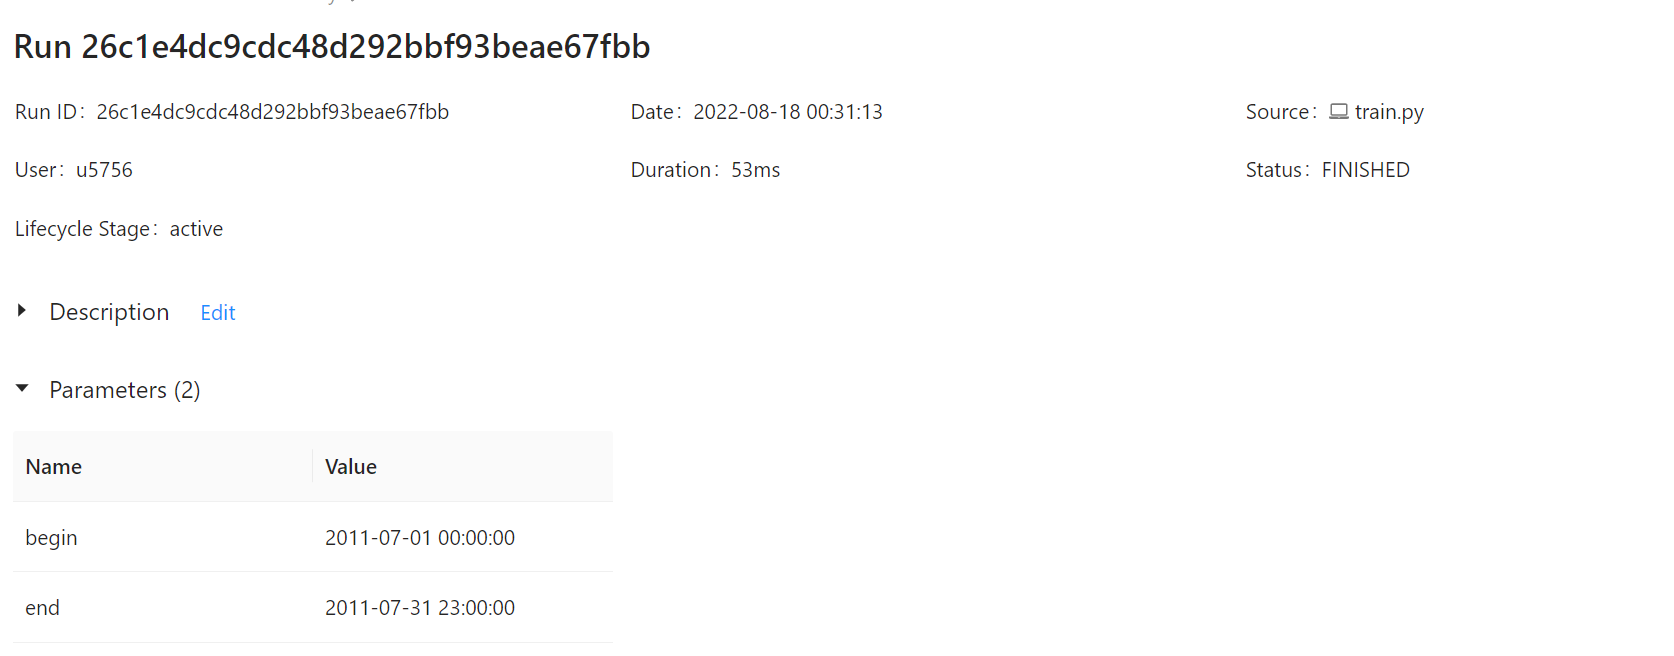 Run 26c1e4dc9cdc48d292bbf93beae67fbb
Run ID: 26c1e4dc9cdc48d292bbf93beae67fbb Date: 2022-08-18 00:31:13 Source: train.py
User: u5756 Duration: 53ms Status: FINISHED
Lifecycle Stage: active
Description Edit
Parameters (2)
Name Value
begin 2011-07-01 00:00:00
end 2011-07-31 23:00:00